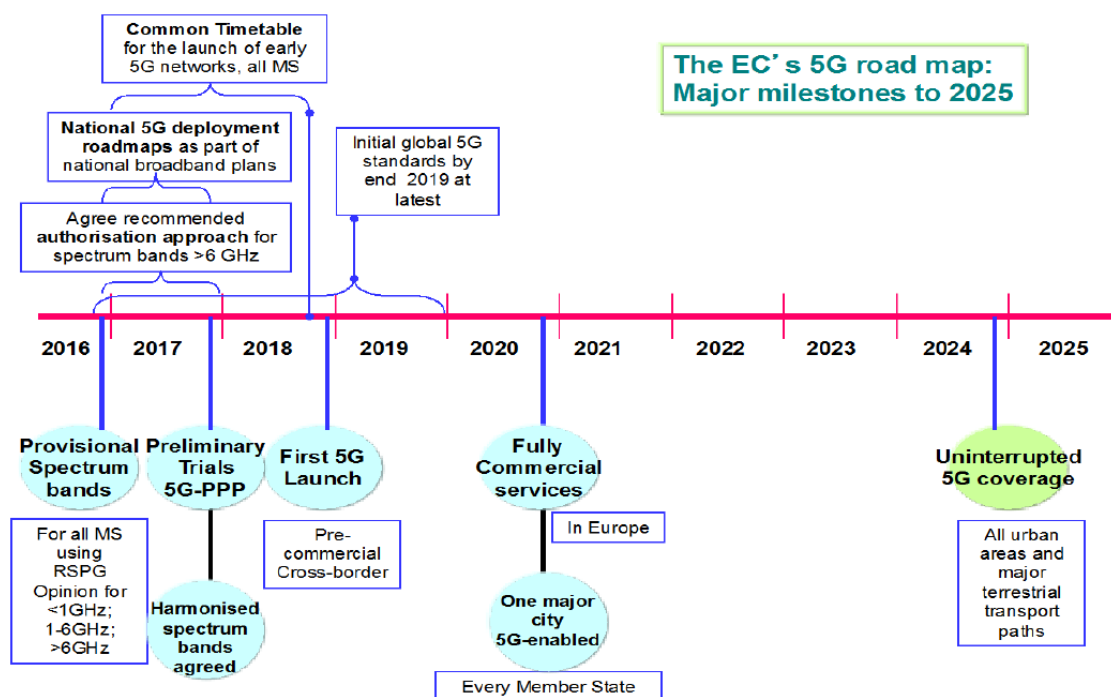 Common Timetable
for the launch of early
5G networks, all MS
The EC's 5G road map:
Major milestones to 2025
National 5G deployment
roadmaps as part of
national broadband plans
Initial global 5G
standards by
end 2019 at
latest
Agree recommended
authorisation approach for
spectrum bands >6 GHz
2016
2017
2018
2019
2020
2021
2022
2023
2024
2025
Provisional
Spectrum
bands
Preliminary
Trials
5G-PPP
First 5G
Launch
Fully
Commercial
services
Uninterrupted
5G coverage
For all MS
using
RSPG
Opinion for
<1GHz;
1-6GHz;
>6GHz
Harmonised
spectrum
bands
agreed
Pre-
commercial
Cross-border
In Europe
One major
city
5G-enabled
Every Member State
All urban
areas and
major
terrestrial
transport
paths